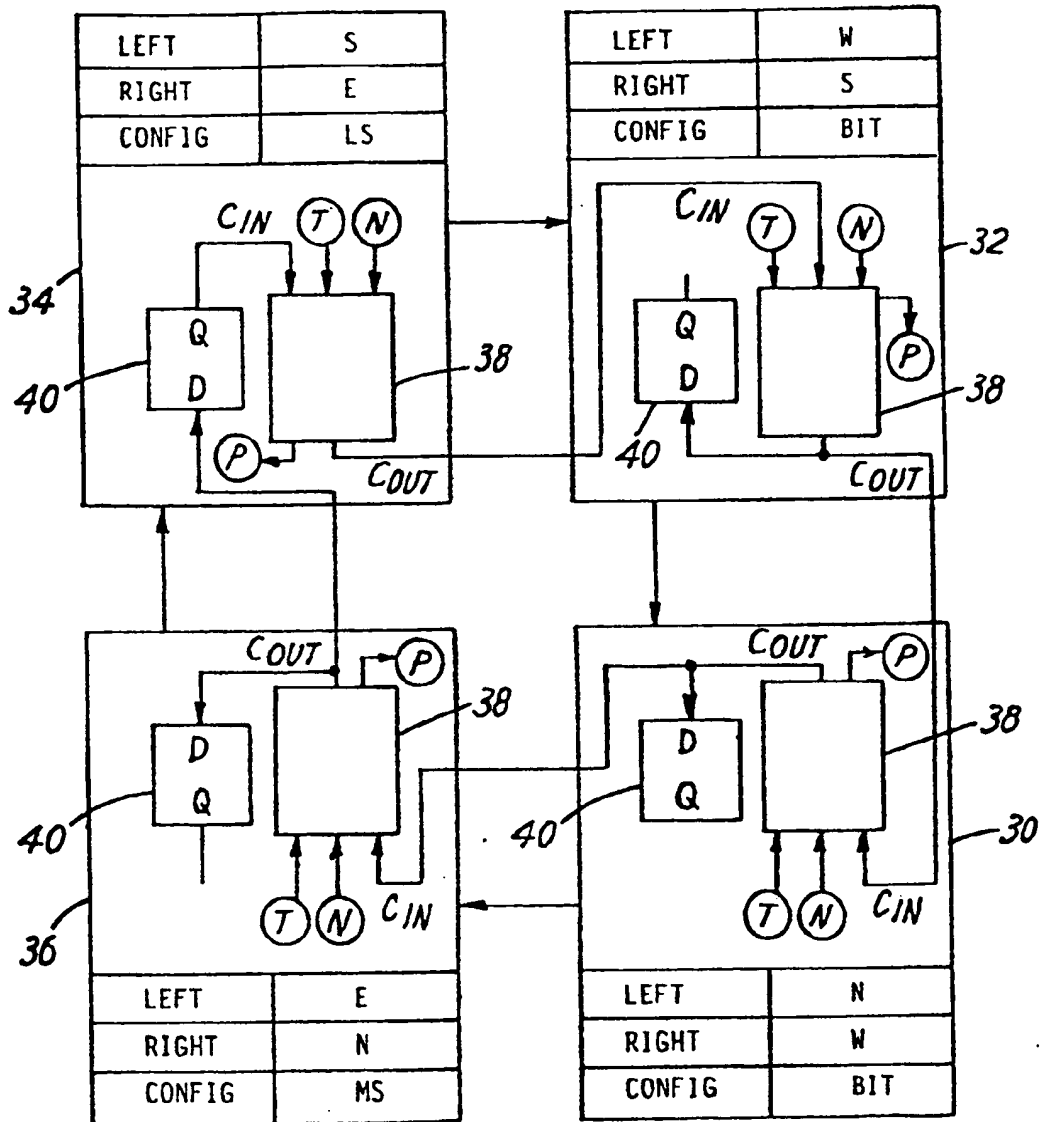 LEFT S
RIGHT E
CONFIG LS
LEFT W
RIGHT S
CONFIG BIT
CIN T N
34
Q
D
40
38
P
COUT
CIN T N
32
Q
D
40
P
38
COUT
COUT P
38
D
Q
40
36
T N CIN
COUT P
38
D
Q
40
30
T N CIN
LEFT E
RIGHT N
CONFIG MS
LEFT N
RIGHT W
CONFIG BIT